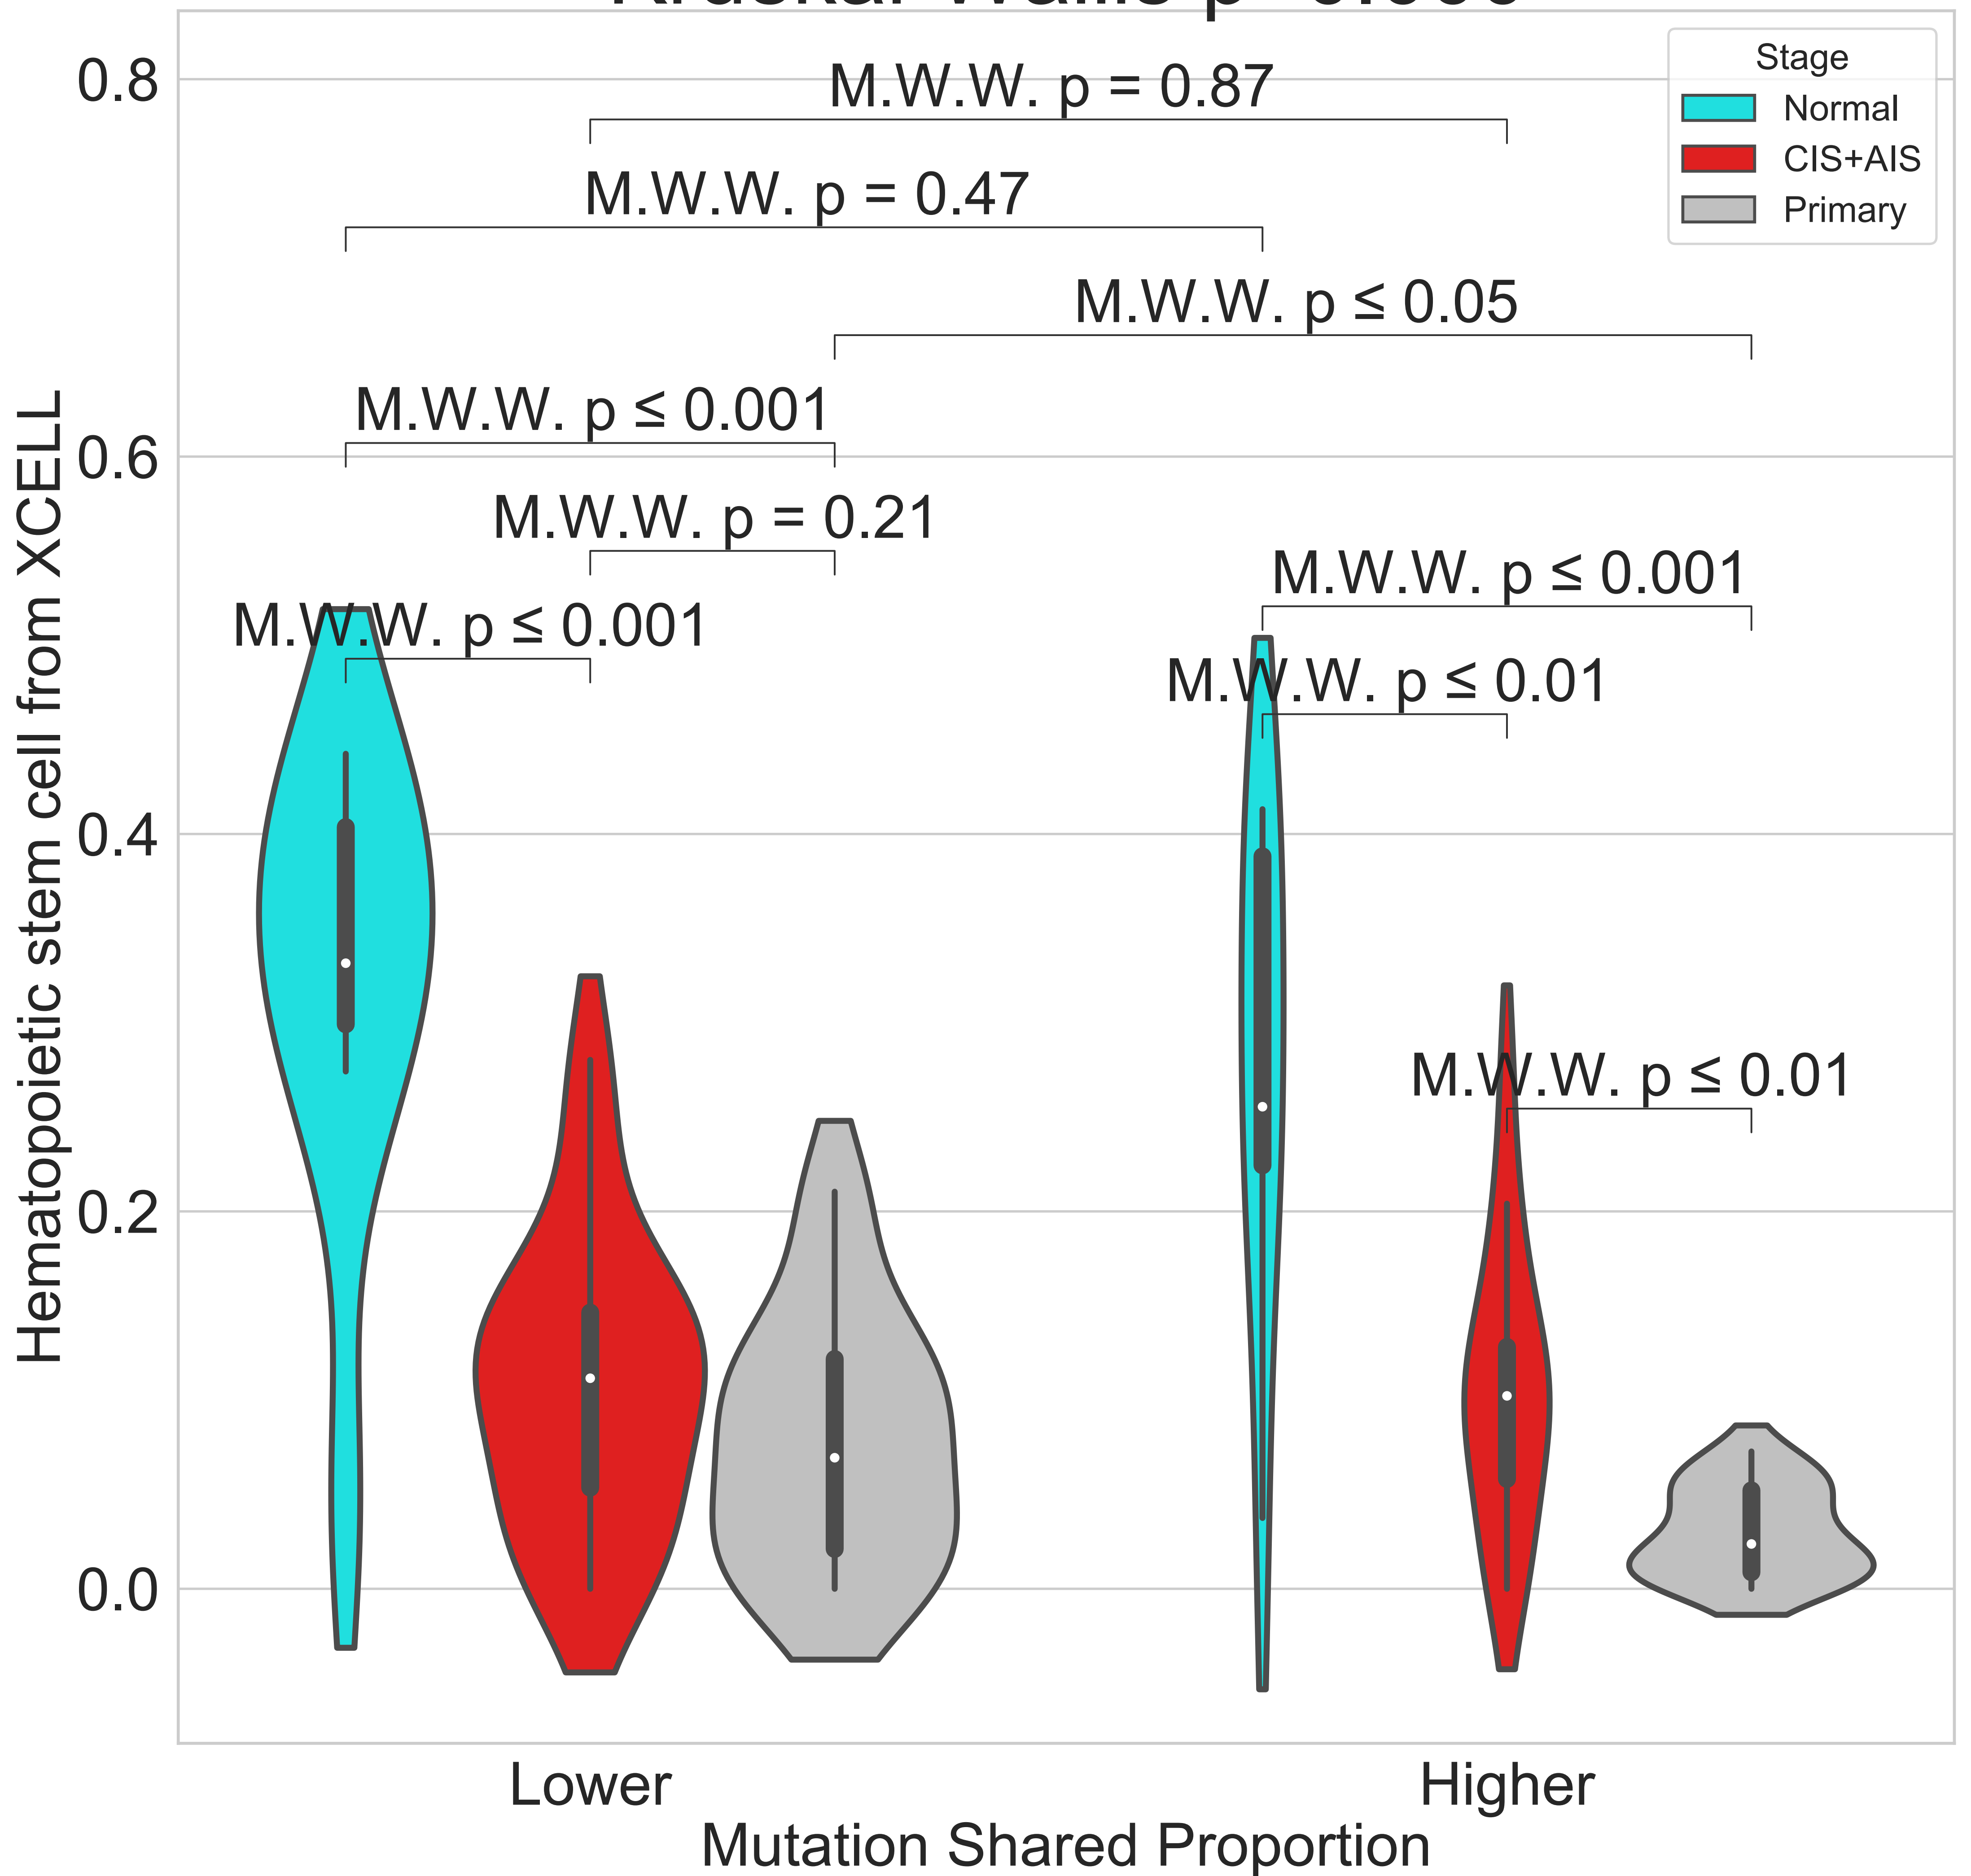 Stage
Normal
CIS+AIS
Primary
M.W.W. p = 0.87
M.W.W. p = 0.47
M.W.W. p ≤ 0.05
M.W.W. p ≤ 0.001
M.W.W. p = 0.21
M.W.W. p ≤ 0.001
M.W.W. p ≤ 0.001
M.W.W. p ≤ 0.01
M.W.W. p ≤ 0.01
Hematopoietic stem cell from XCELL
0.8
0.6
0.4
0.2
0.0
Lower
Higher
Mutation Shared Proportion